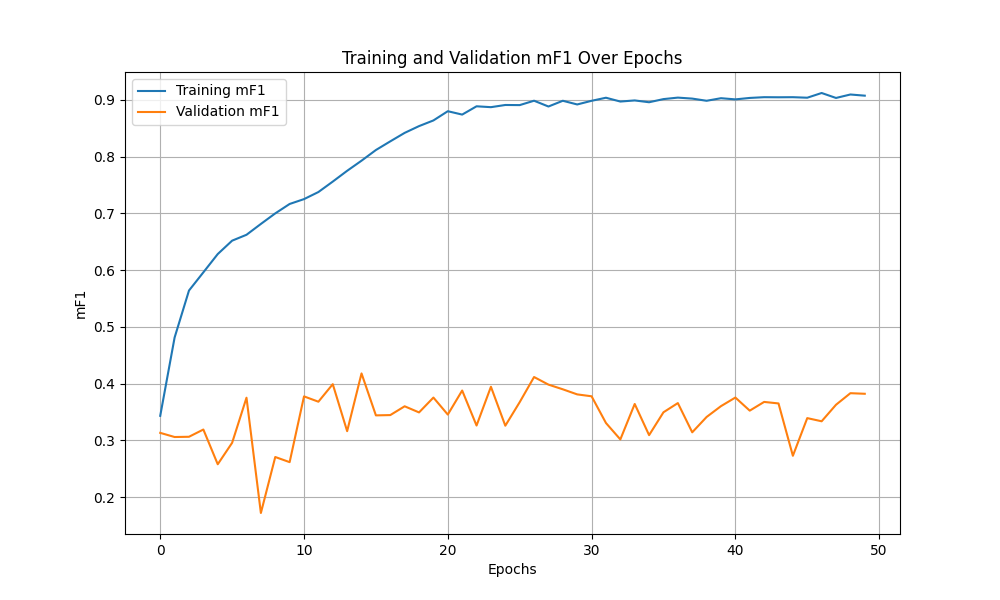 Training and Validation mF1 Over Epochs
Training mF1
Validation mF1
mF1
0.9
0.8
0.7
0.6
0.5
0.4
0.3
0.2
0 10 20 30 40 50
Epochs